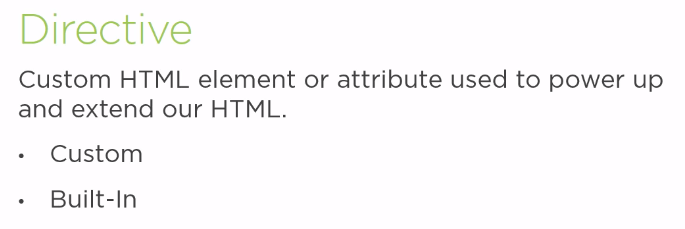 Directive
Custom HTML element or attribute used to power up
and extend our HTML.
• Custom
• Built-In